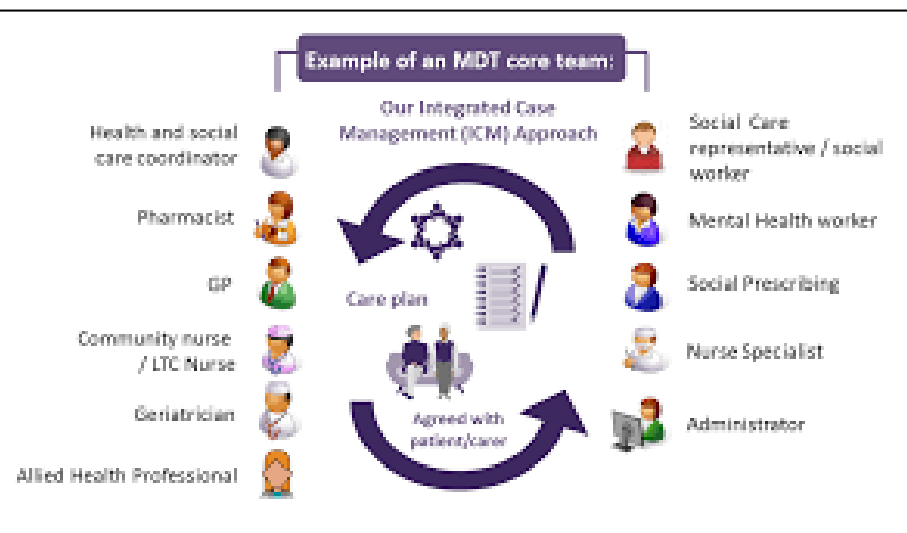 Example of an MDT core team:
Our Integrated Case
Management (ICM) Approach
Health and social
care coordinator
Pharmacist
GP
Community nurse
/ LTC Nurse
Geriatrician
Allied Health Professional
Care plan
Agreed with
patient/carer
Social Care
representative / social
worker
Mental Health worker
Social Prescribing
Nurse Specialist
Administrator